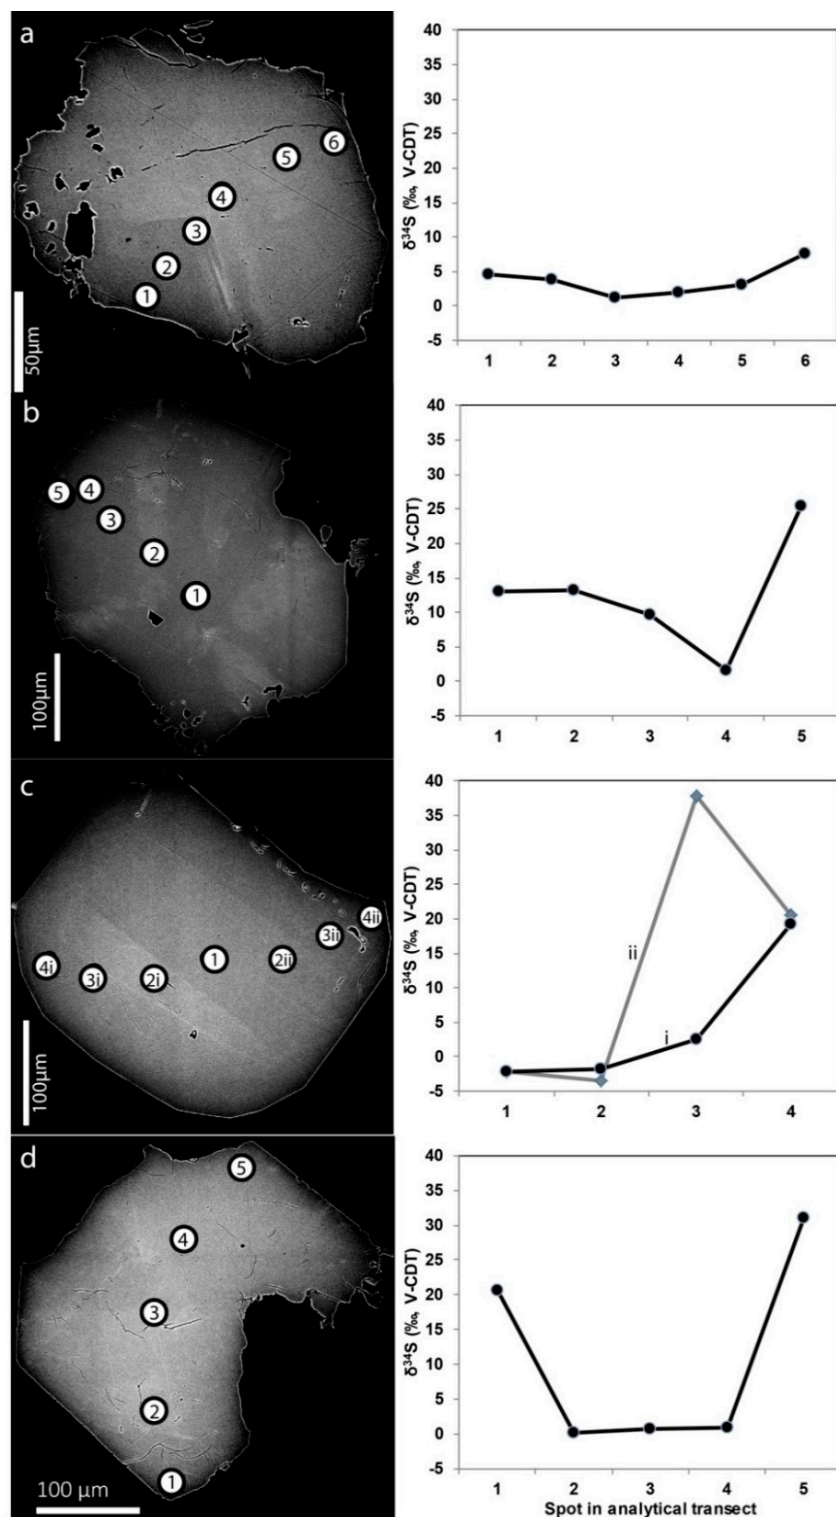 a
1
2
3
4
5
6
50µm
40
35
30
25
20
15
10
5
0
-5
δ³⁴S (‰, V-CDT)
1 2 3 4 5 6
b
5
4
3
2
1
100µm
40
35
30
25
20
15
10
5
0
-5
δ³⁴S (‰, V-CDT)
1 2 3 4 5
c
4i
3i
2i
1
2ii
3ii
4ii
100µm
40
35
30
25
20
15
10
5
0
-5
δ³⁴S (‰, V-CDT)
ii
i
1 2 3 4
d
5
4
3
2
1
100 µm
40
35
30
25
20
15
10
5
0
-5
δ³⁴S (‰, V-CDT)
1 2 3 4 5
Spot in analytical transect